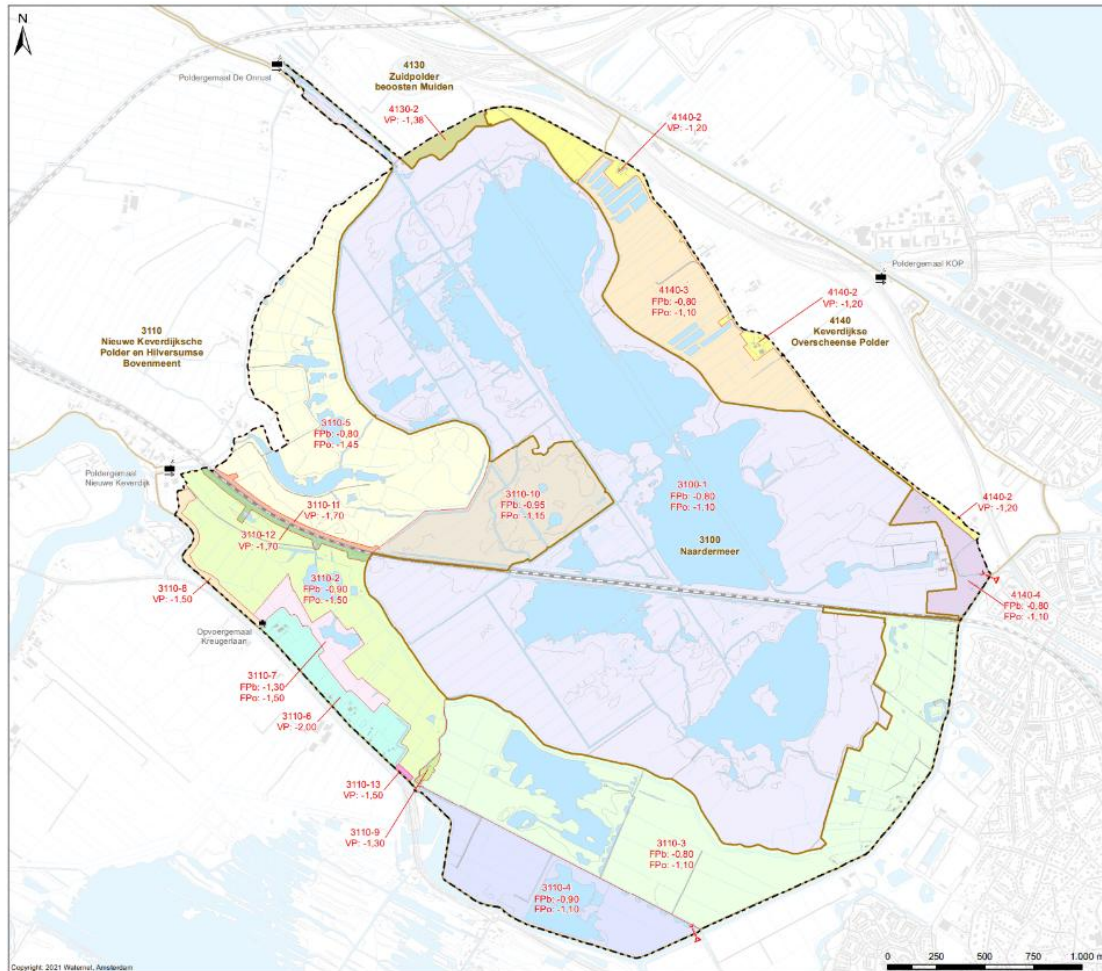 N
Poldergemaal De Onrust
4130
Zuidpolder
beoosten Muiden
4130-2
VP: -1,38
4140-2
VP: -1,20
Poldergemaal KOP
4140-3
FPb: -0,80
FPo: -1,10
4140-2
VP: -1,20
4140
Keverdijkse
Overscheense Polder
3110
Nieuwe Keverdijksche
Polder en Hilversumse
Bovenmeent
3110-5
FPb: -0,80
FPo: -1,45
Poldergemaal
Nieuwe Keverdijk
3110-11
VP: -1,70
3110-10
FPb: -0,95
FPo: -1,15
3100-1
FPb: -0,80
FPo: -1,10
4140-2
VP: -1,20
3110-12
VP: -1,70
3100
Naardermeer
3110-8
VP: -1,50
3110-2
FPb: -0,90
FPo: -1,50
4140-4
FPb: -0,80
FPo: -1,10
Opvoergemaal
Kreugerlaan
3110-7
FPb: -1,30
FPo: -1,50
3110-6
VP: -2,00
3110-13
VP: -1,50
3110-9
VP: -1,30
3110-3
FPb: -0,80
FPo: -1,10
3110-4
FPb: -0,90
FPo: -1,10
Copyright: 2021 Waternet, Amsterdam
0 250 500 750 1.000 m